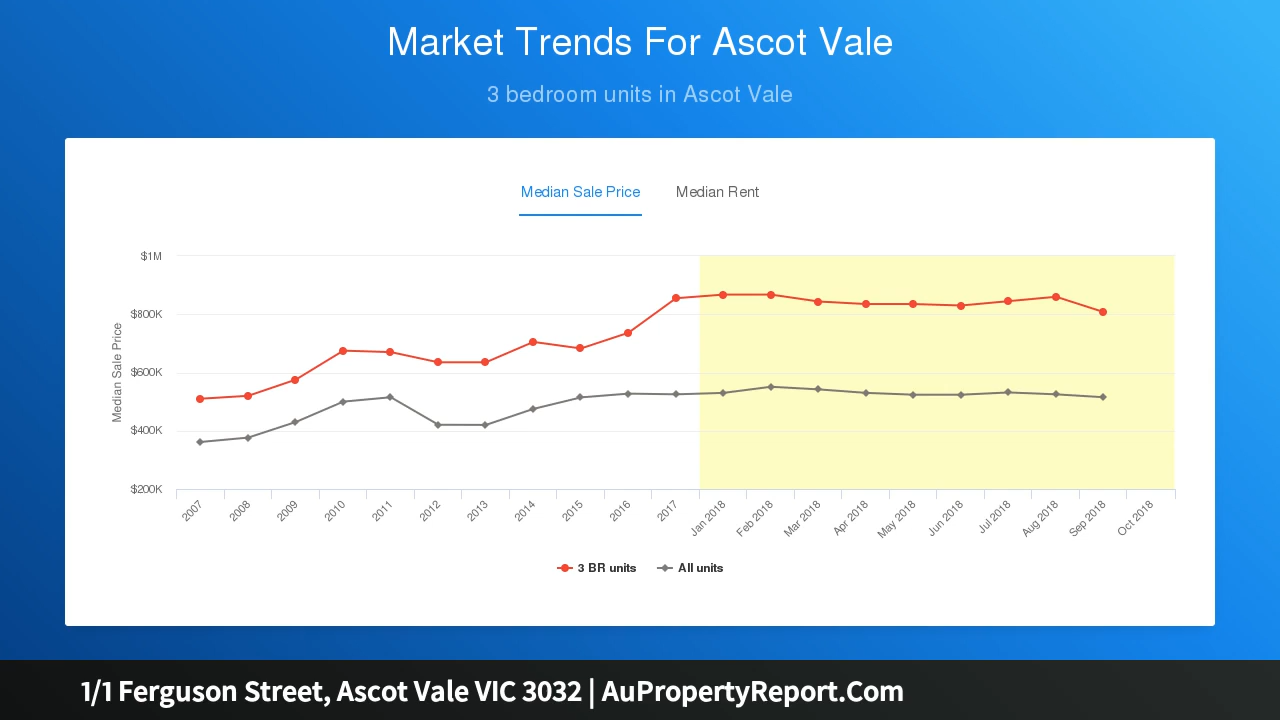 Market Trends For Ascot Vale
3 bedroom units in Ascot Vale
Median Sale Price
Median Rent
Median Sale Price
$1M
$800K
$600K
$400K
$200K
2007
2008
2009
2010
2011
2012
2013
2014
2015
2016
2017
Jan 2018
Feb 2018
Mar 2018
Apr 2018
May 2018
Jun 2018
Jul 2018
Aug 2018
Sep 2018
Oct 2018
3 BR units
All units
1/1 Ferguson Street, Ascot Vale VIC 3032 | AuPropertyReport.Com